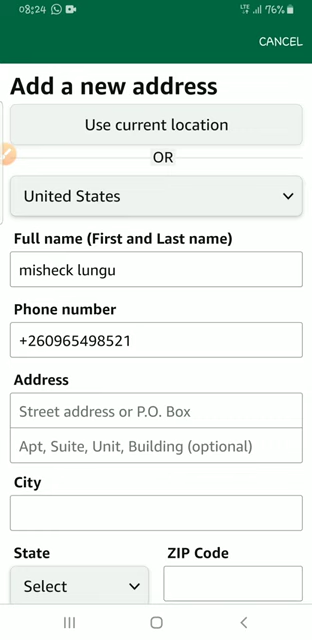 08:24 LTE 76%
CANCEL
Add a new address
Use current location
OR
United States
Full name (First and Last name)
misheck lungu
Phone number
+260965498521
Address
Street address or P.O. Box
Apt, Suite, Unit, Building (optional)
City
State ZIP Code
Select